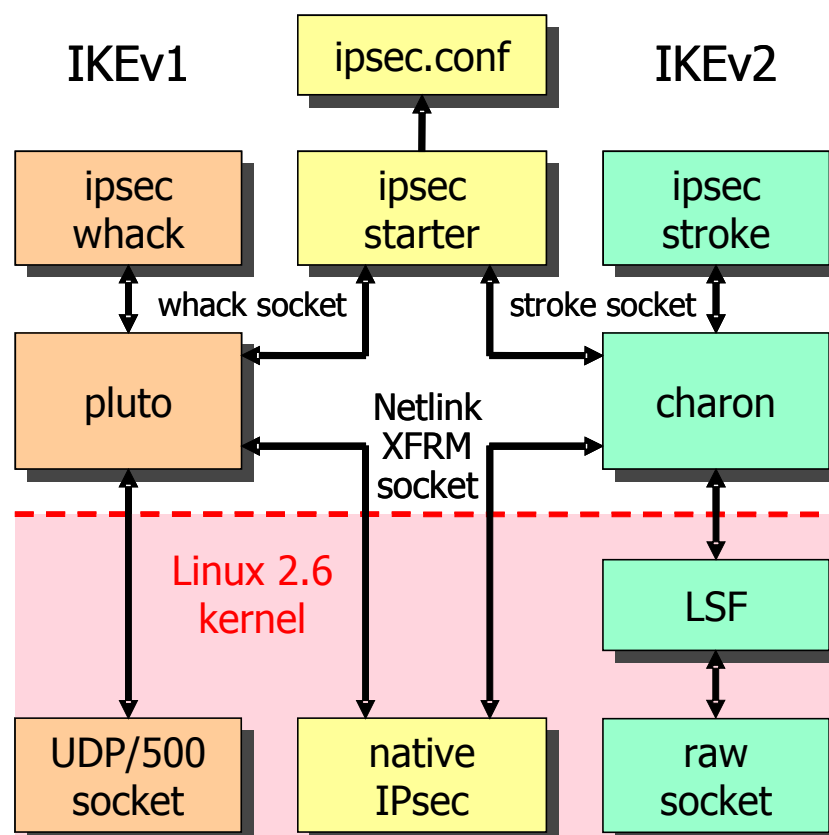 IKEv1
ipsec.conf
IKEv2
ipsec
whack
ipsec
starter
ipsec
stroke
whack socket
stroke socket
pluto
Netlink
XFRM
socket
charon
Linux 2.6
kernel
LSF
UDP/500
socket
native
IPsec
raw
socket